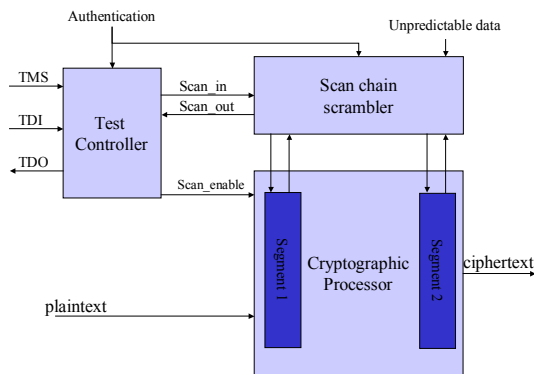 Authentication
Unpredictable data
TMS
TDI
TDO
Test
Controller
Scan_in
Scan_out
Scan_enable
Scan chain
scrambler
Segment 1
Cryptographic
Processor
Segment 2
plaintext
ciphertext